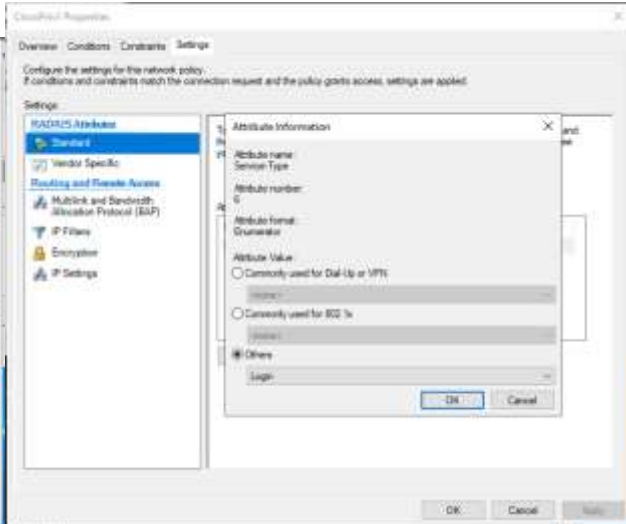 Properties
Overview Conditions Constraints Settings
Configure the settings for this network policy.
If conditions and constraints match the connection request and the policy grants access, settings are applied.
Settings:
RADIUS Attributes
Standard
Vendor Specific
Routing and Remote Access
Multilink and Bandwidth
Allocation Protocol (BAP)
IP Filters
Encryption
IP Settings
Attribute Information
Attribute name:
Service-Type
Attribute number:
6
Attribute format:
Enumerator
Attribute Value:
Commonly used for Dial-Up or VPN
<none>
Commonly used for 802.1x
<none>
Others
Login
OK Cancel
and
OK Cancel Apply